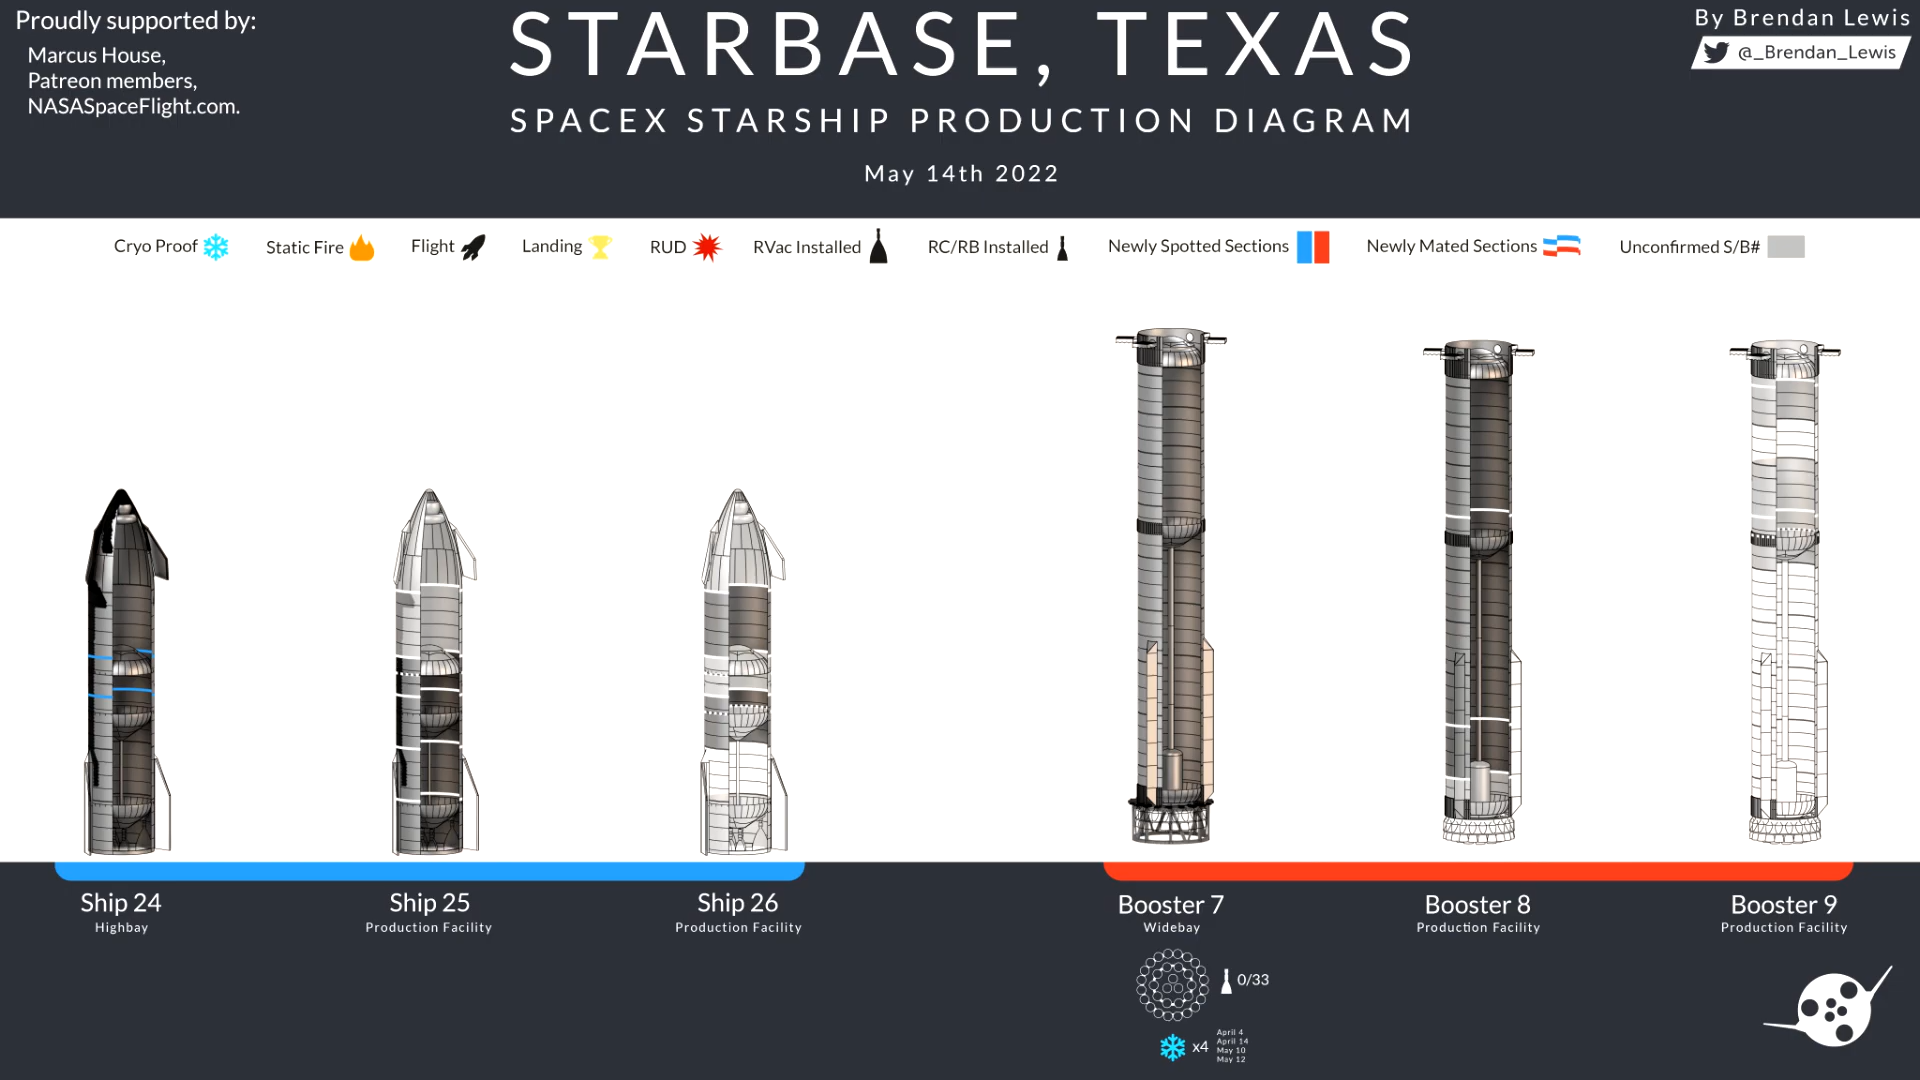 Proudly supported by:
Marcus House,
Patreon members,
NASASpaceFlight.com.
STARBASE, TEXAS
SPACEX STARSHIP PRODUCTION DIAGRAM
May 14th 2022
By Brendan Lewis
@_Brendan_Lewis
Cryo Proof
Static Fire
Flight
Landing
RUD
RVac Installed
RC/RB Installed
Newly Spotted Sections
Newly Mated Sections
Unconfirmed S/B#
Ship 24
Highbay
Ship 25
Production Facility
Ship 26
Production Facility
Booster 7
Widebay
0/33
x4
April 4
April 14
May 10
May 12
Booster 8
Production Facility
Booster 9
Production Facility